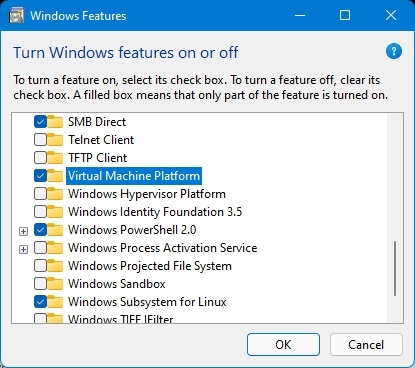 Windows Features
Turn Windows features on or off
?
To turn a feature on, select its check box. To turn a feature off, clear its
check box. A filled box means that only part of the feature is turned on.
SMB Direct
Telnet Client
TFTP Client
Virtual Machine Platform
Windows Hypervisor Platform
Windows Identity Foundation 3.5
Windows PowerShell 2.0
Windows Process Activation Service
Windows Projected File System
Windows Sandbox
Windows Subsystem for Linux
Windows TIFF IFilter
OK
Cancel